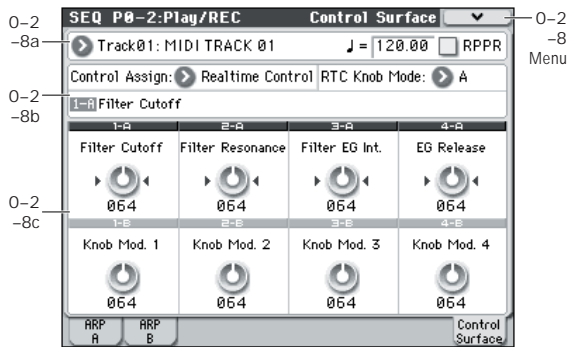 SEQ P0-2:Play/REC Control Surface
0-2
-8a
0-2
-8
Menu
Track01: MIDI TRACK 01 ♩ = 120.00 RPPR
Control Assign: Realtime Control RTC Knob Mode: A
0-2
-8b
1-A Filter Cutoff
1-A 2-A 3-A 4-A
Filter Cutoff Filter Resonance Filter EG Int. EG Release
064 064 064 064
0-2
-8c
1-B 2-B 3-B 4-B
Knob Mod. 1 Knob Mod. 2 Knob Mod. 3 Knob Mod. 4
064 064 064 064
ARP A ARP B Control Surface